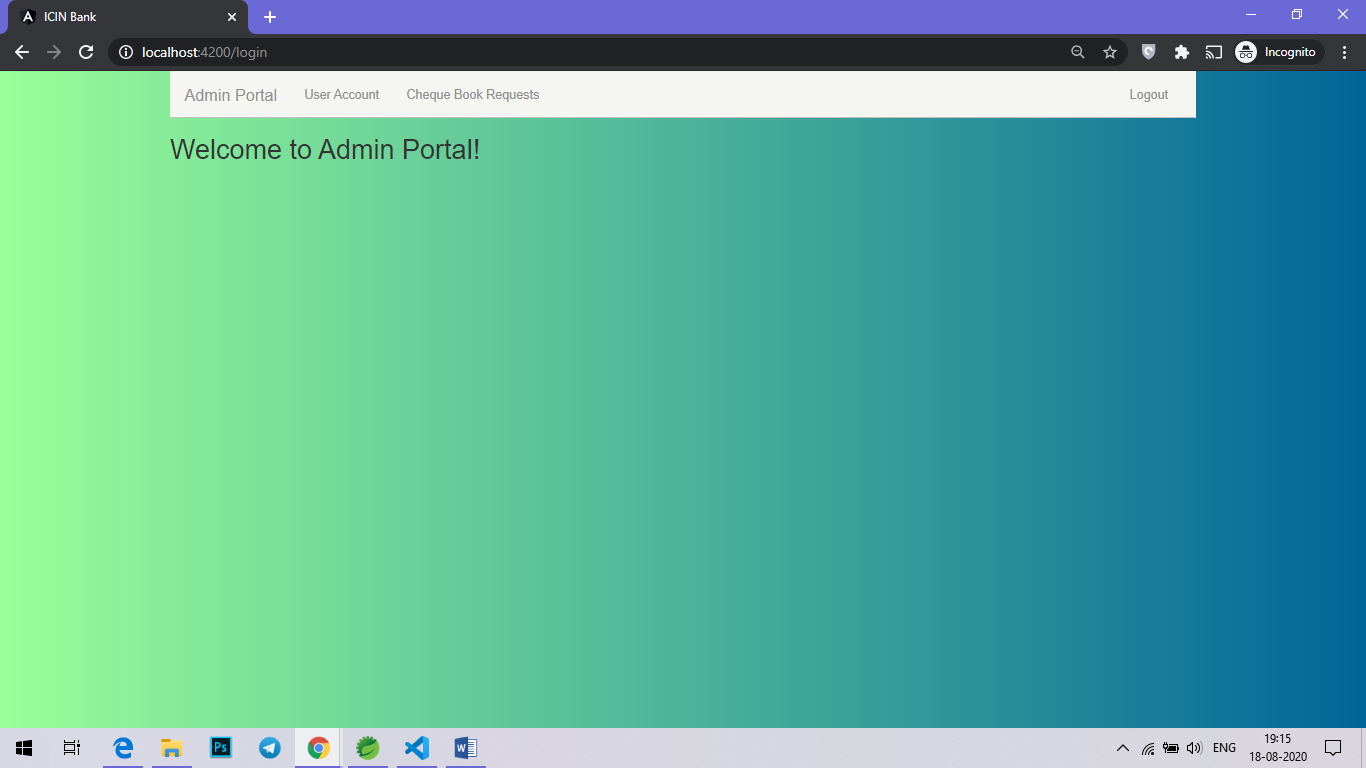 ICIN Bank
localhost:4200/login
Incognito
Admin Portal User Account Cheque Book Requests Logout
Welcome to Admin Portal!
Ps
ENG
19:15
18-08-2020